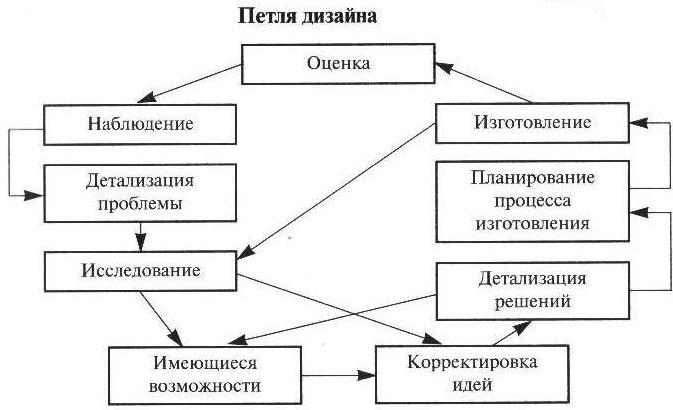 Петля дизайна
Оценка
Наблюдение
Изготовление
Детализация
проблемы
Планирование
процесса
изготовления
Исследование
Детализация
решений
Имеющиеся
возможности
Корректировка
идей